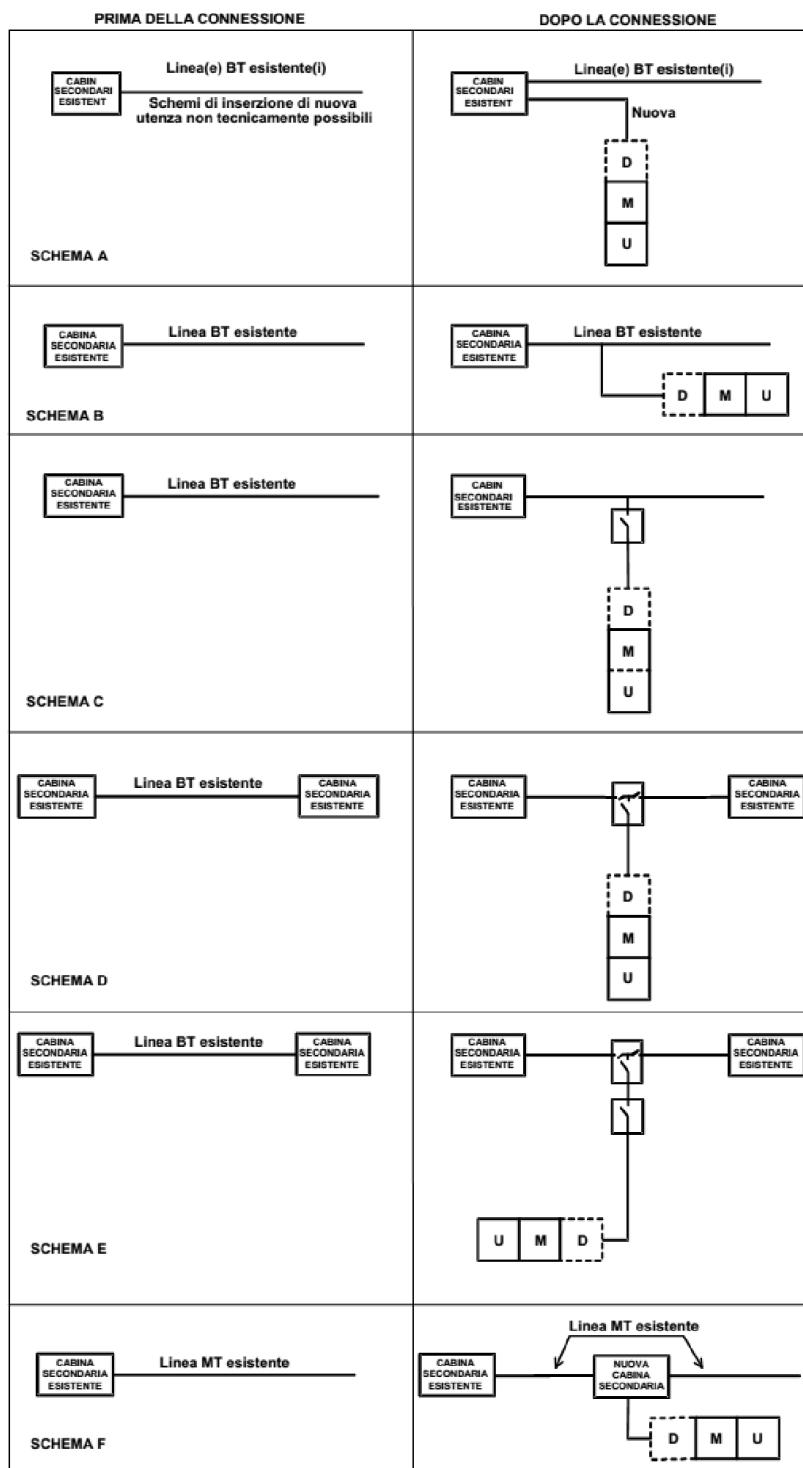 PRIMA DELLA CONNESSIONE
DOPO LA CONNESSIONE
CABIN
SECONDARI
ESISTENT
Linea(e) BT esistente(i)
Schemi di inserzione di nuova
utenza non tecnicamente possibili
SCHEMA A
CABIN
SECONDARI
ESISTENT
Linea(e) BT esistente(i)
Nuova
D
M
U
CABINA
SECONDARIA
ESISTENTE
Linea BT esistente
SCHEMA B
CABINA
SECONDARIA
ESISTENTE
Linea BT esistente
D M U
CABINA
SECONDARIA
ESISTENTE
Linea BT esistente
SCHEMA C
CABIN
SECONDARI
ESISTENTE
D
M
U
CABINA
SECONDARIA
ESISTENTE
Linea BT esistente
CABINA
SECONDARIA
ESISTENTE
SCHEMA D
CABINA
SECONDARIA
ESISTENTE
CABINA
SECONDARIA
ESISTENTE
D
M
U
CABINA
SECONDARIA
ESISTENTE
Linea BT esistente
CABINA
SECONDARIA
ESISTENTE
SCHEMA E
CABINA
SECONDARIA
ESISTENTE
CABINA
SECONDARIA
ESISTENTE
U M D
CABINA
SECONDARIA
ESISTENTE
Linea MT esistente
SCHEMA F
Linea MT esistente
CABINA
SECONDARIA
ESISTENTE
NUOVA
CABINA
SECONDARIA
D M U